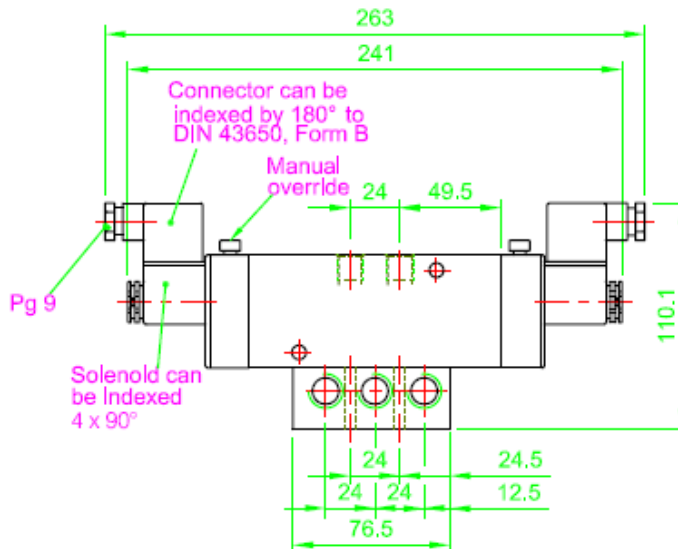 263
241
Connector can be
indexed by 180° to
DIN 43650, Form B
Manual
override
24
49.5
Pg 9
110.1
Solenoid can
be indexed
4 x 90°
24
24.5
24
24
12.5
76.5